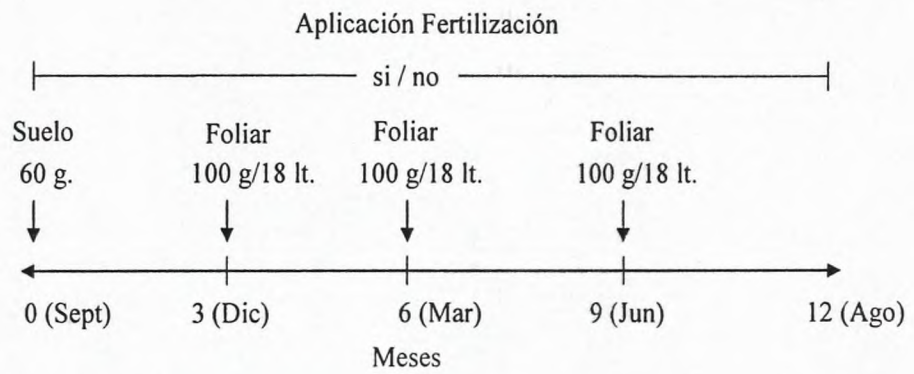 Aplicación Fertilización
si / no
Suelo Foliar Foliar Foliar
60 g. 100 g/18 lt. 100 g/18 lt. 100 g/18 lt.
0 (Sept) 3 (Dic) 6 (Mar) 9 (Jun) 12 (Ago)
Meses